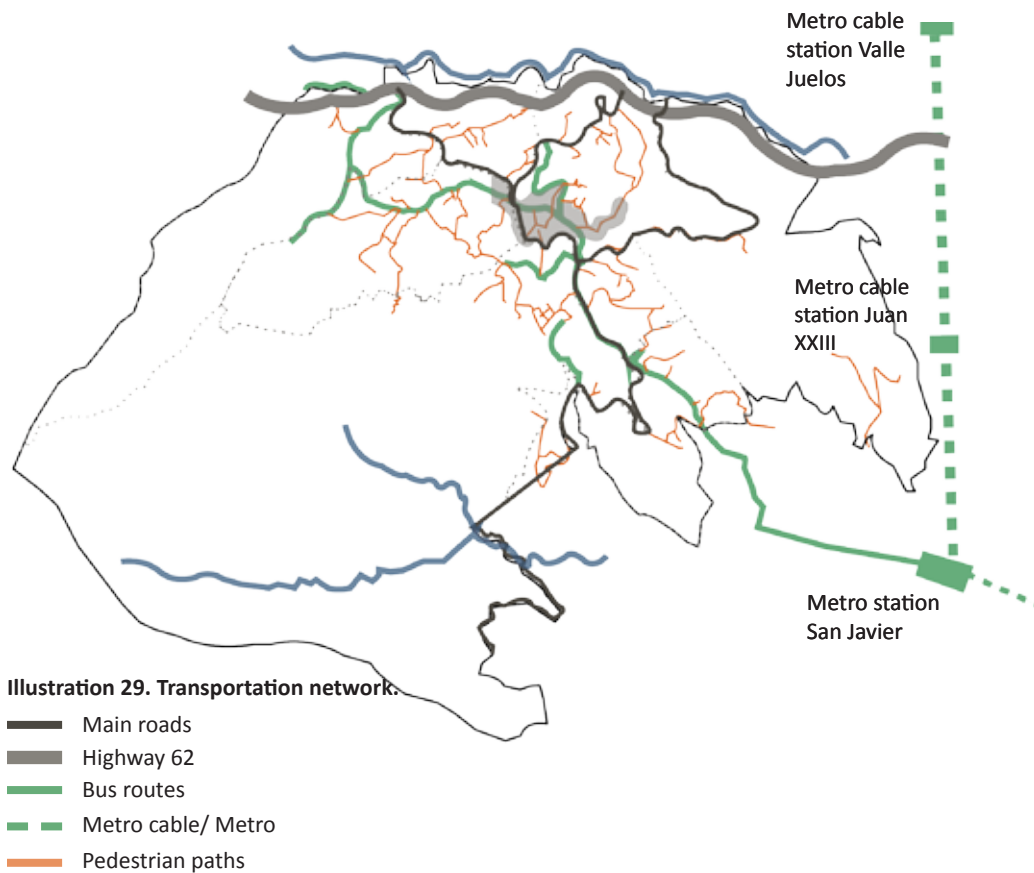 Metro cable
station Valle
Juelos
Metro cable
station Juan
XXIII
Metro station
San Javier
Illustration 29. Transportation network.
Main roads
Highway 62
Bus routes
Metro cable/ Metro
Pedestrian paths